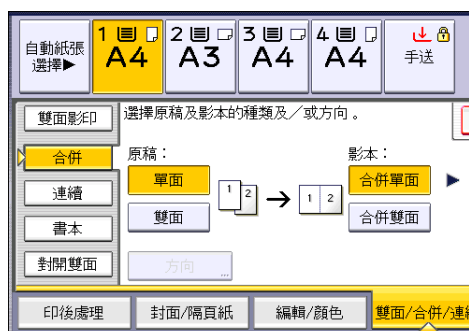 自動紙張
選擇▶
1
A4
2
A3
3
A4
4
A4
手送
雙面影印
選擇原稿及影本的種類及／或方向。
合併
原稿：
影本：
單面
1
2
1 2
合併單面
連續
雙面
合併雙面
書本
對開雙面
方向
印後處理
封面/隔頁紙
編輯/顏色
雙面/合併/連